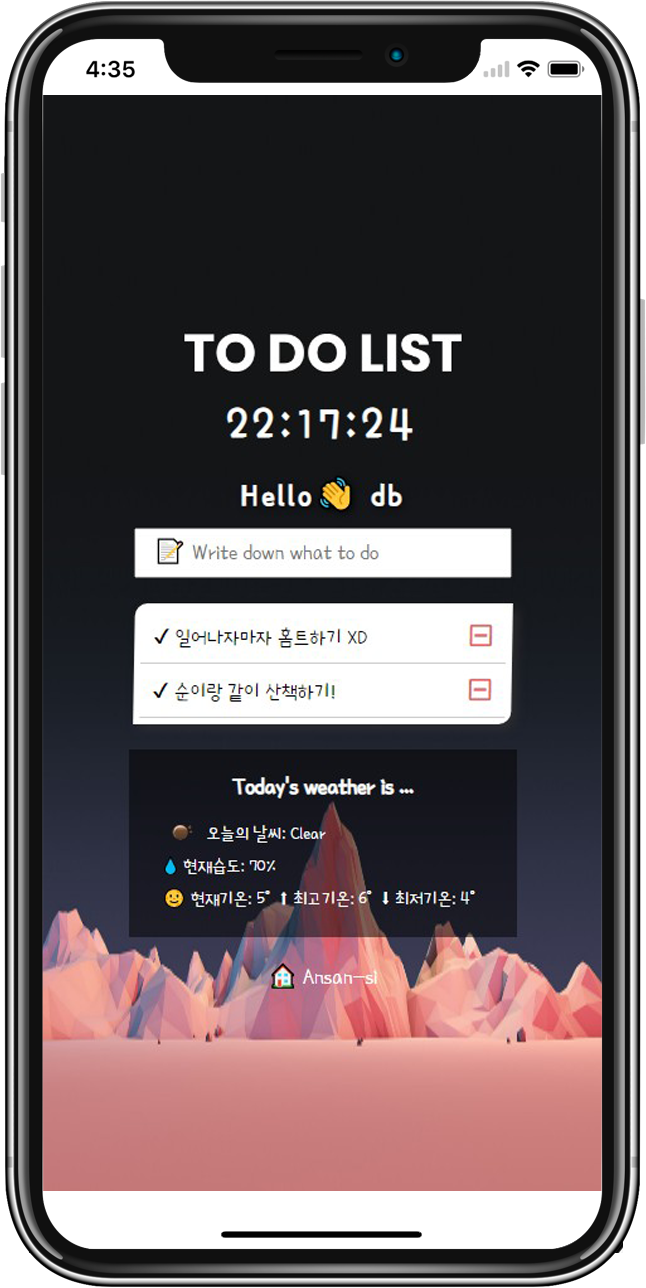 4:35
TO DO LIST
22:17:24
Hello 👋 db
📝 Write down what to do
✓ 일어나자마자 홈트하기 XD
✓ 순이랑 같이 산책하기!
Today's weather is ...
오늘의 날씨: Clear
💧 현재습도: 70%
🙂 현재기온: 5° ⬆ 최고기온: 6° ⬇ 최저기온: 4°
🏠 Ansan-si